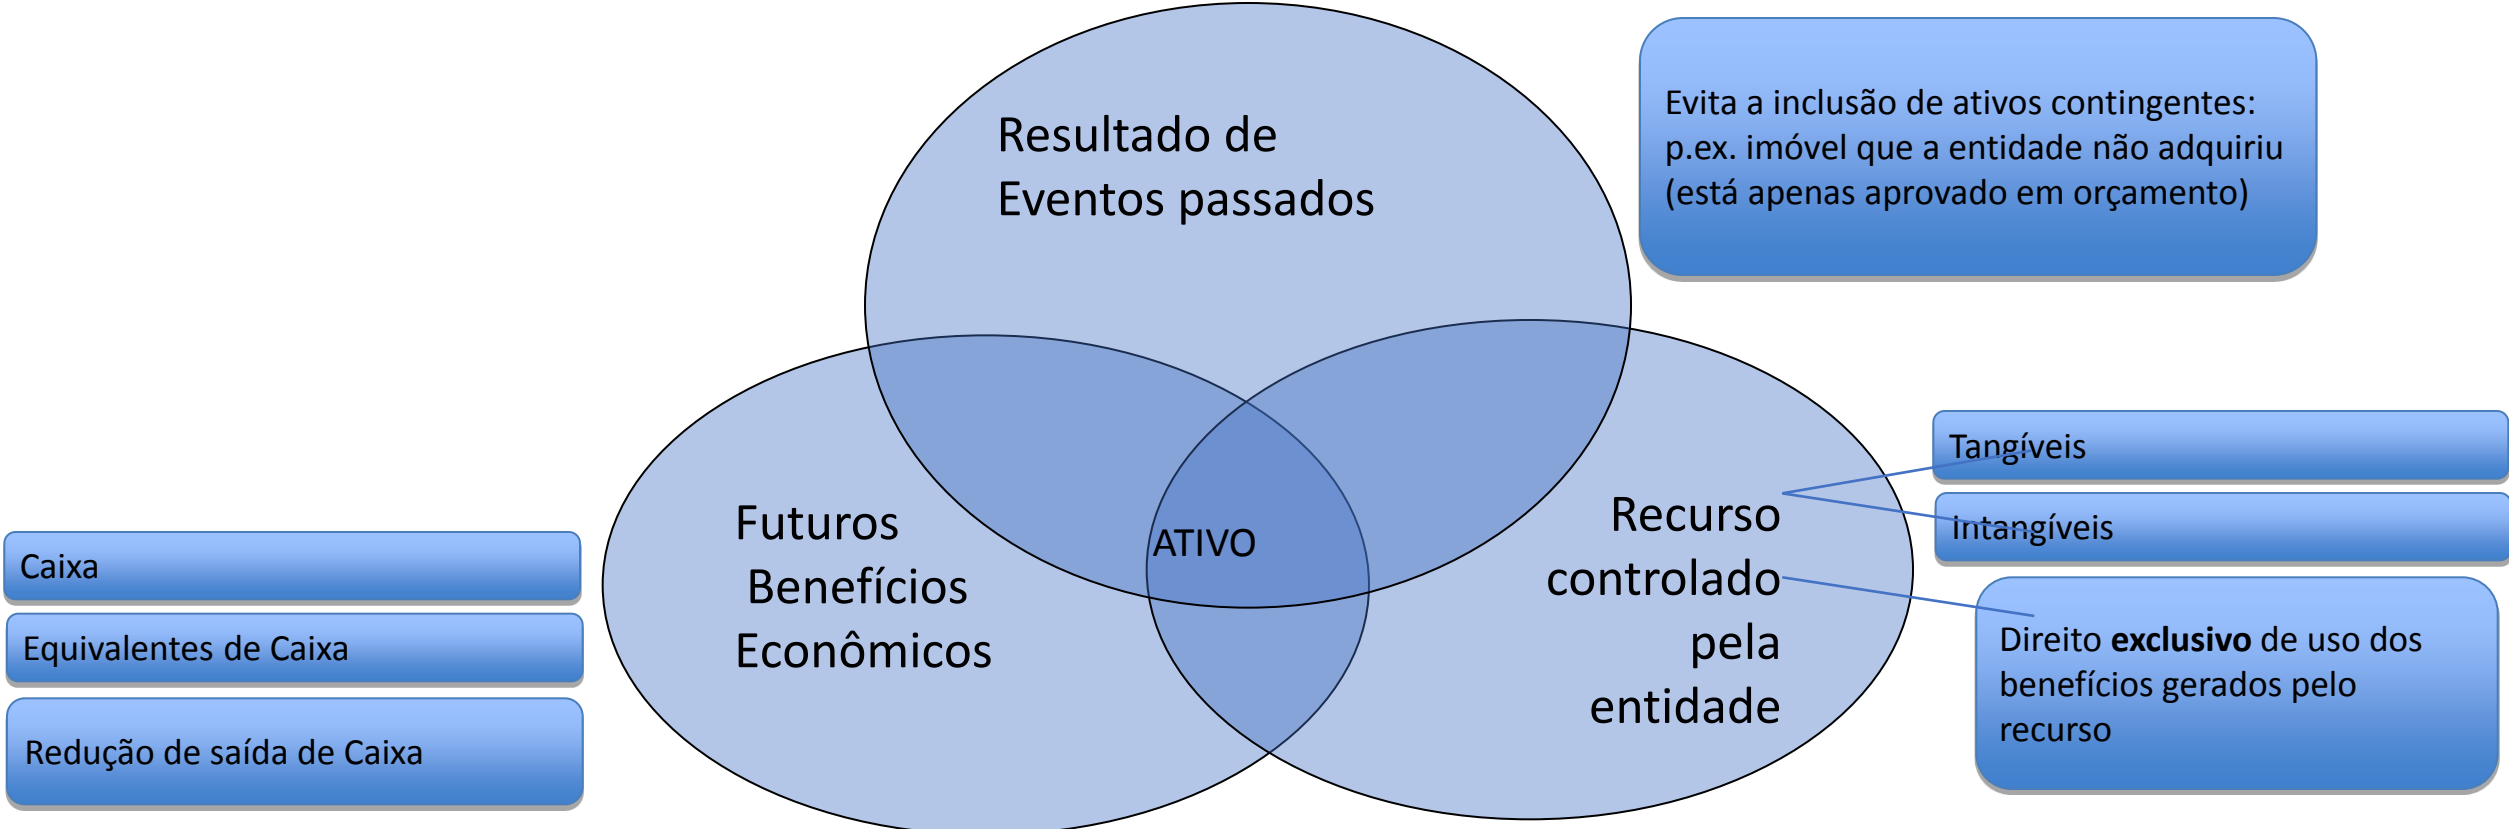 Resultado de
Eventos passados
Evita a inclusão de ativos contingentes:
p.ex. imóvel que a entidade não adquiriu
(está apenas aprovado em orçamento)
Futuros
Benefícios
Econômicos
ATIVO
Recurso
controlado
pela
entidade
Caixa
Equivalentes de Caixa
Redução de saída de Caixa
Tangíveis
Intangíveis
Direito exclusivo de uso dos
benefícios gerados pelo
recurso